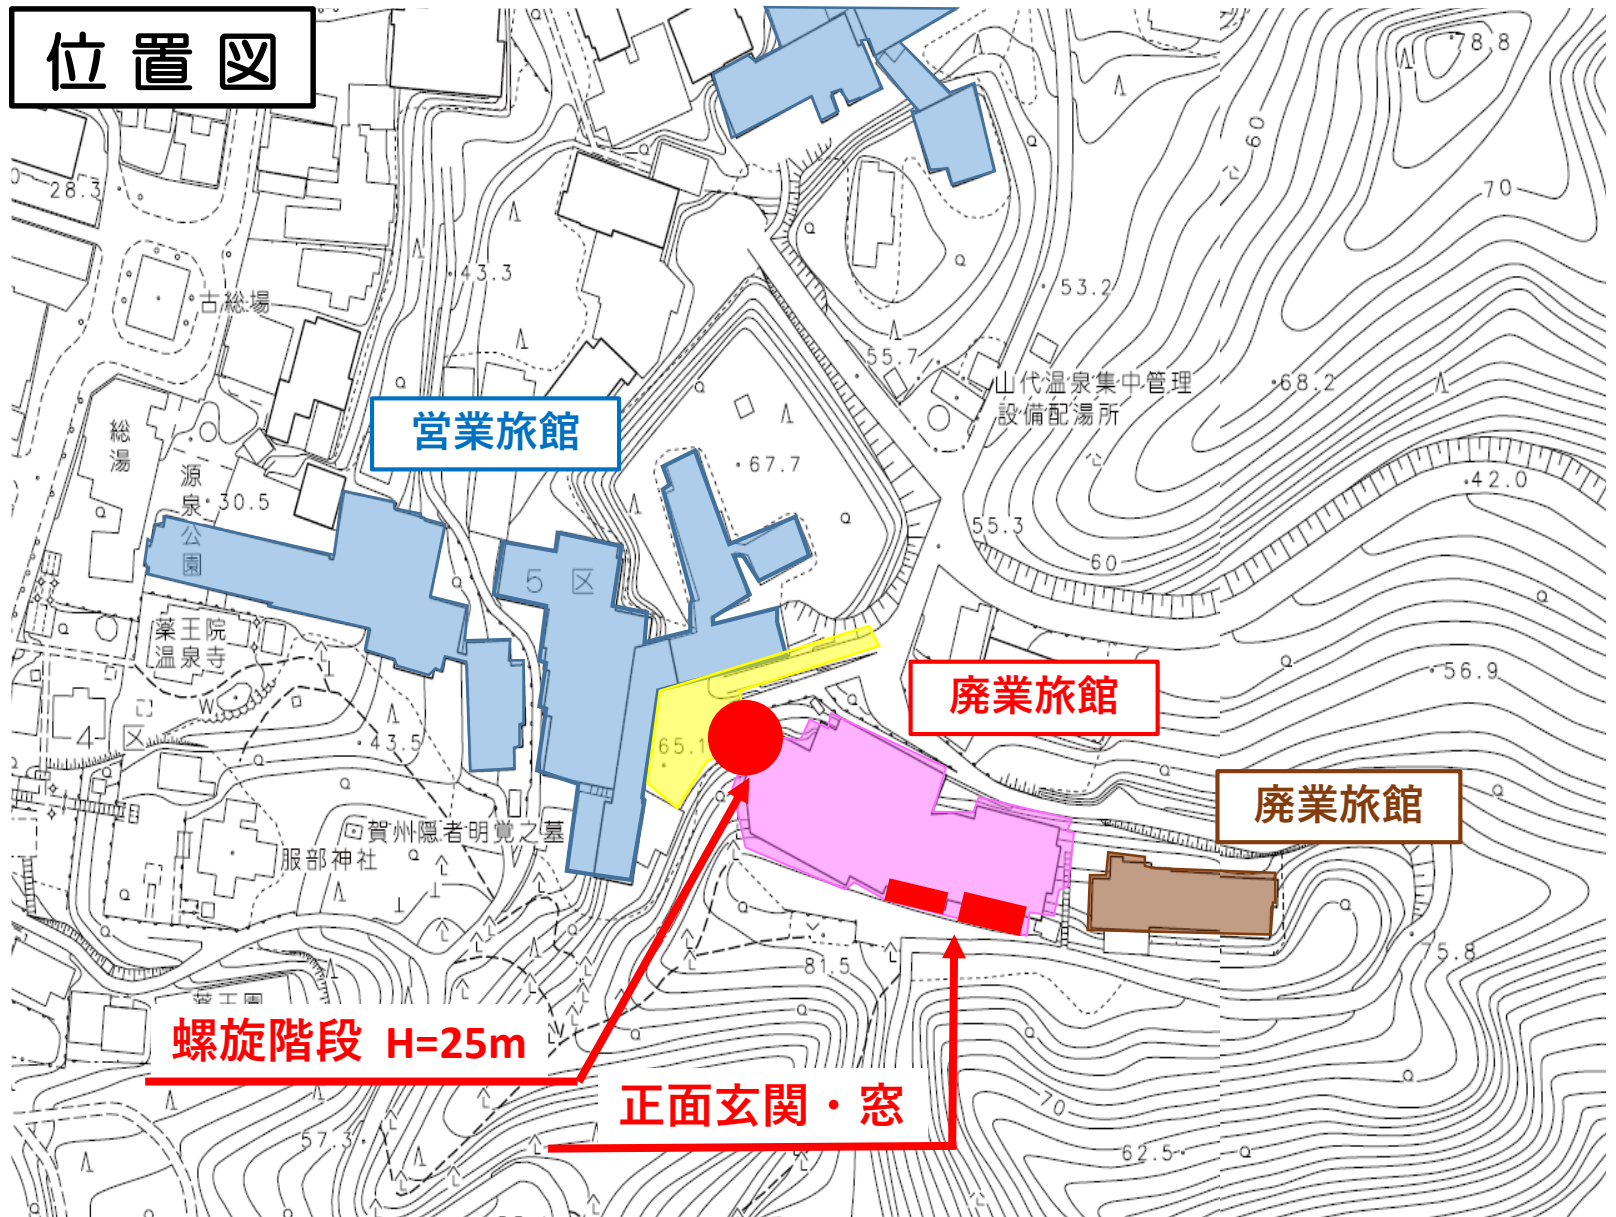 位置図
78.8
60
28.3
70
43.3
53.2
古総場
55.7
山代温泉集中管理
設備配湯所
68.2
営業旅館
総湯
源泉公園
67.7
30.5
42.0
55.3
60
5区
薬王院
温泉寺
56.9
廃業旅館
W
4区
43.5
65.1
廃業旅館
賀州隠者明覚之墓
服部神社
75.8
81.5
薬王園
螺旋階段 H=25m
正面玄関・窓
70
57.3
62.5